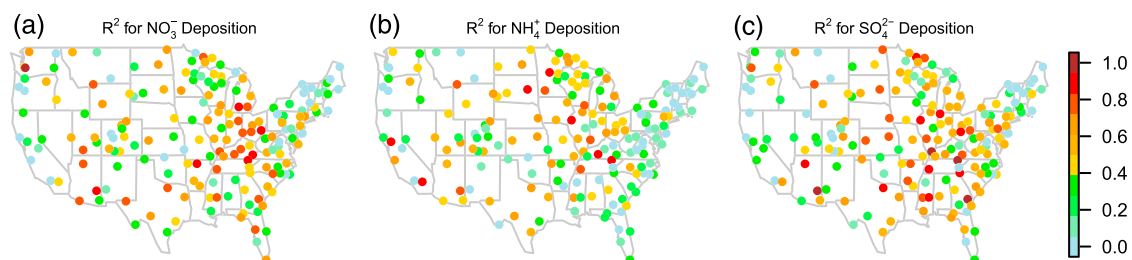 (a) R² for NO₃⁻ Deposition
(b) R² for NH₄⁺ Deposition
(c) R² for SO₄²⁻ Deposition
1.0
0.8
0.6
0.4
0.2
0.0